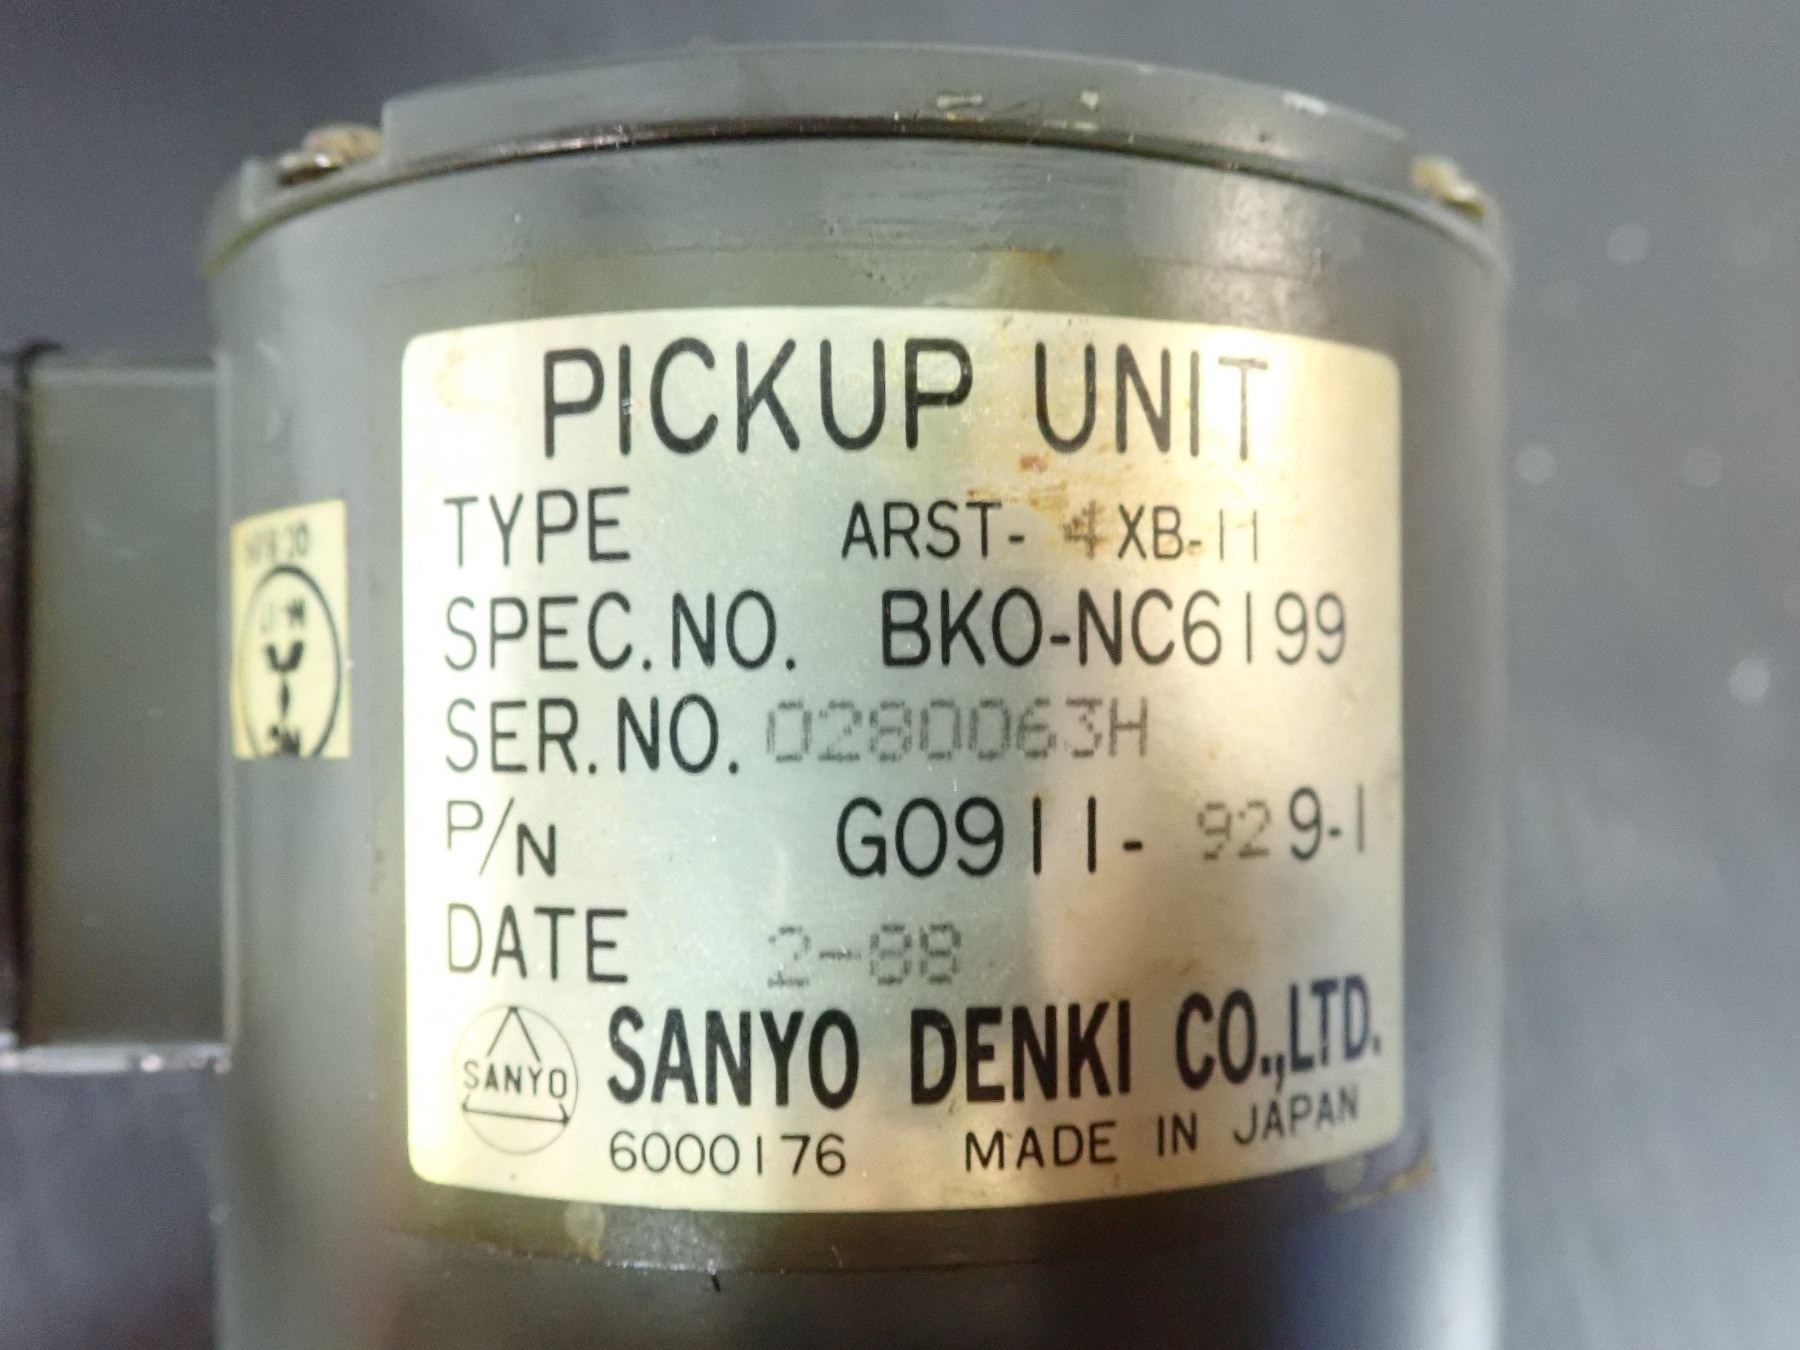 PICKUP UNIT
TYPE ARST-4XB-11
SPEC.NO. BKO-NC6199
SER.NO. 0280063H
P/N G0911-929-1
DATE 2-88
SANYO SANYO DENKI CO.,LTD.
6000176 MADE IN JAPAN